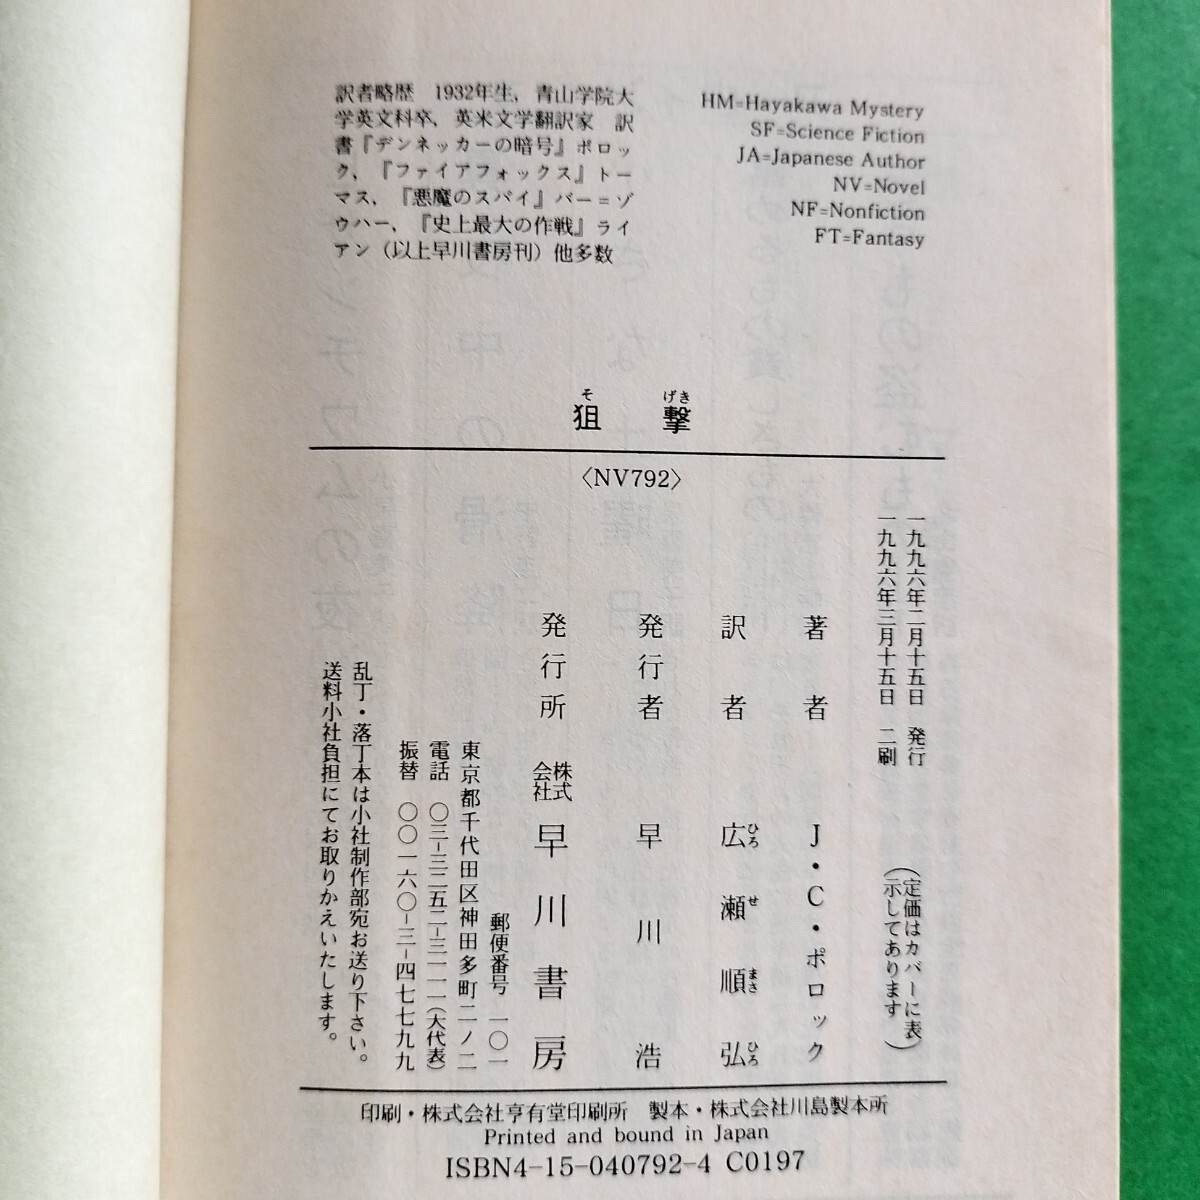 訳者略歴 1932年生，青山学院大
学英文科卒，英米文学翻訳家 訳
書『デンネッカーの暗号』ポロッ
ク，『ファイアフォックス』トー
マス，『悪魔のスパイ』バー＝ゾ
ウハー，『史上最大の作戦』ライ
アン（以上早川書房刊）他多数
HM=Hayakawa Mystery
SF=Science Fiction
JA=Japanese Author
NV=Novel
NF=Nonfiction
FT=Fantasy
そ げき
狙撃
〈NV792〉
一九九六年二月十五日 発行
一九九六年三月十五日 二刷
（定価はカバーに表
示してあります）
著者 J・C・ポロック
訳者 広瀬順弘
ひろ せ まさ ひろ
発行者 早川浩
発行所 株式会社 早川書房
郵便番号 一〇一
東京都千代田区神田多町二ノ二
電話 〇三-三二五二-三一一一（大代表）
振替 〇〇一六〇-三-四七七九九
乱丁・落丁本は小社制作部宛お送り下さい。
送料小社負担にてお取りかえいたします。
印刷・株式会社亨有堂印刷所 製本・株式会社川島製本所
Printed and bound in Japan
ISBN4-15-040792-4 C0197